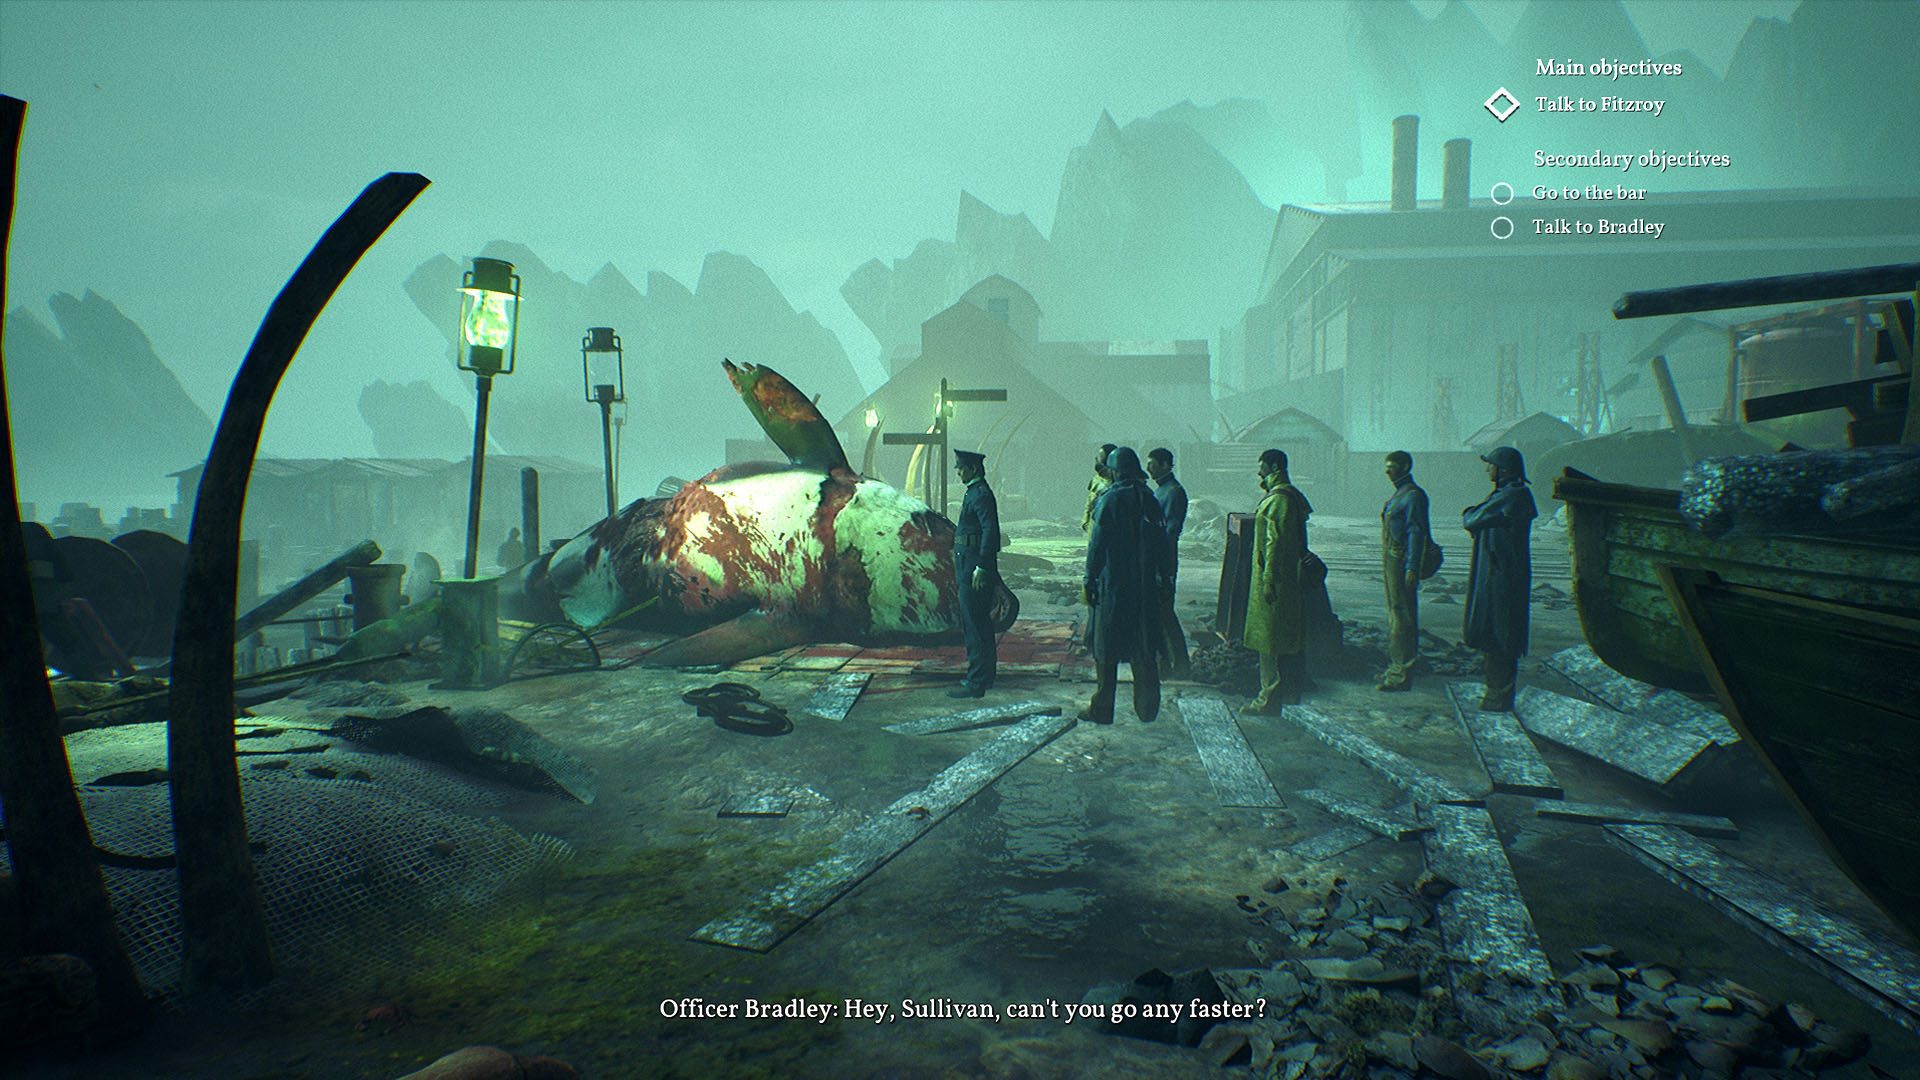 Main objectives
Talk to Fitzroy
Secondary objectives
Go to the bar
Talk to Bradley
Officer Bradley: Hey, Sullivan, can't you go any faster?